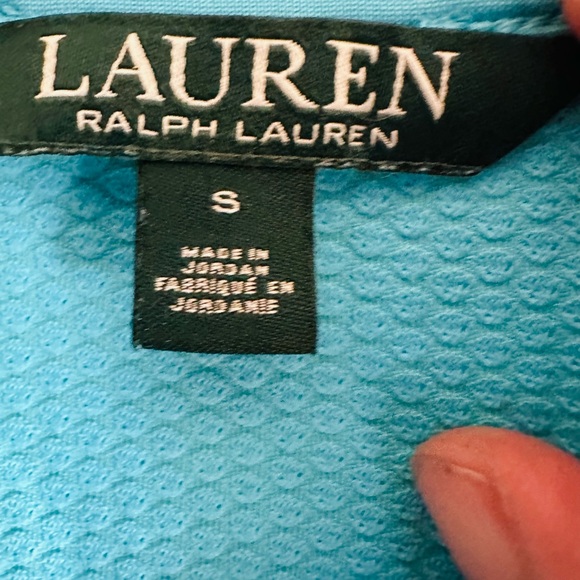 LAUREN
RALPH LAUREN
S
MADE IN
JORDAN
FABRIQUÉ EN
JORDANIE